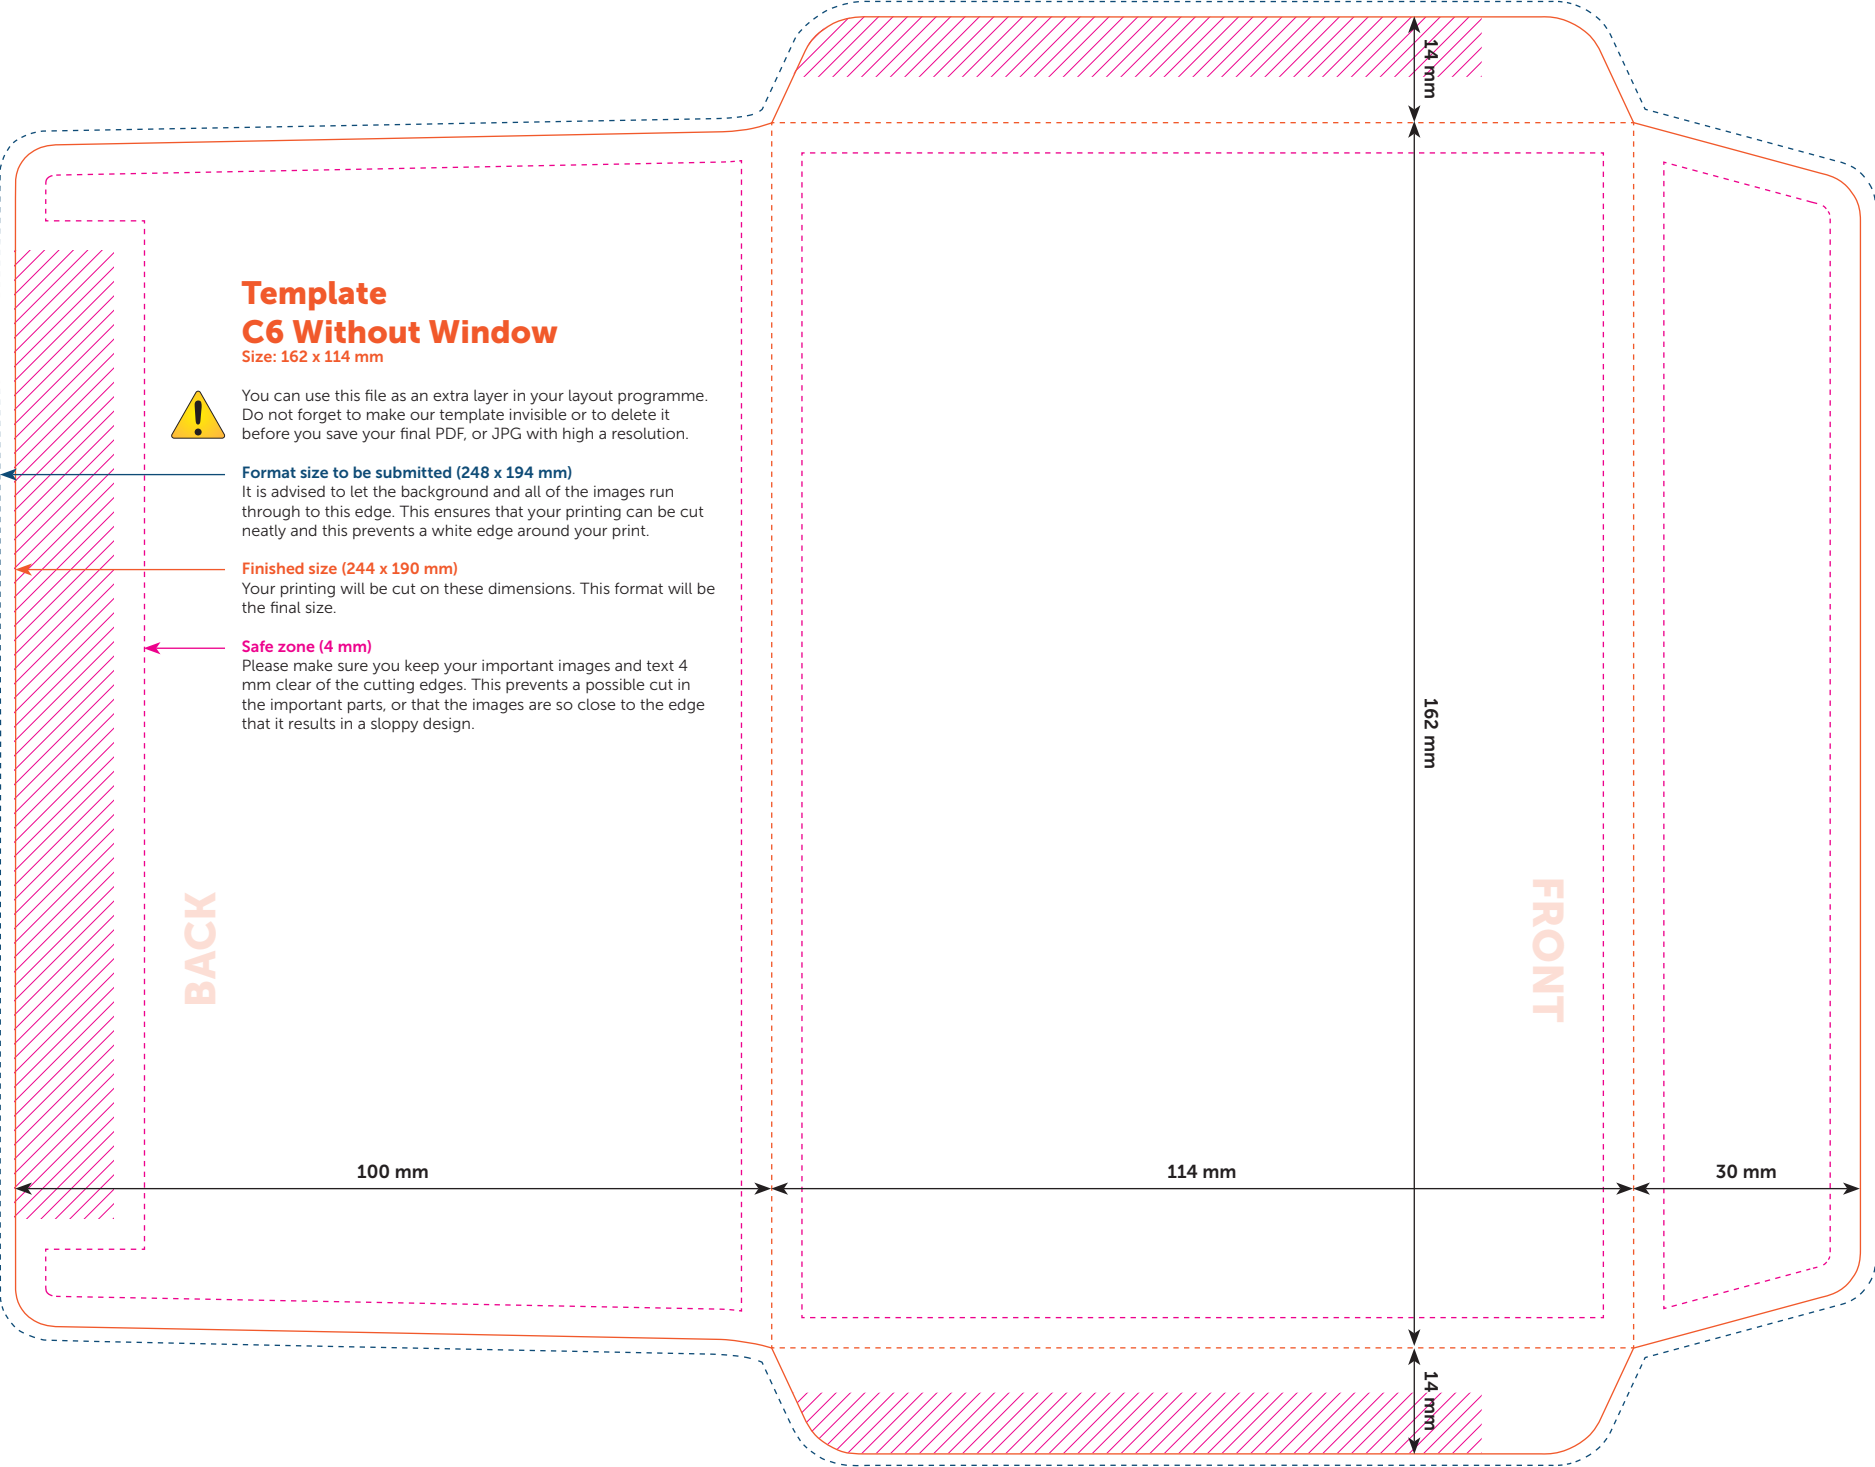 14 mm
Template
C6 Without Window
Size: 162 x 114 mm
You can use this file as an extra layer in your layout programme.
Do not forget to make our template invisible or to delete it
before you save your final PDF, or JPG with high a resolution.
Format size to be submitted (248 x 194 mm)
It is advised to let the background and all of the images run
through to this edge. This ensures that your printing can be cut
neatly and this prevents a white edge around your print.
Finished size (244 x 190 mm)
Your printing will be cut on these dimensions. This format will be
the final size.
Safe zone (4 mm)
Please make sure you keep your important images and text 4
mm clear of the cutting edges. This prevents a possible cut in
the important parts, or that the images are so close to the edge
that it results in a sloppy design.
162 mm
BACK
FRONT
100 mm
114 mm
30 mm
14 mm